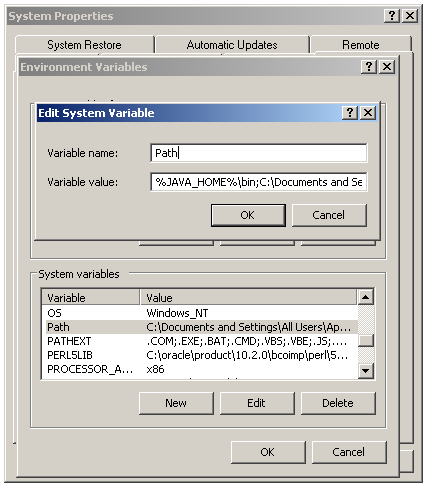 System Properties
System Restore Automatic Updates Remote
Environment Variables
Edit System Variable
Variable name: Path
Variable value: %JAVA_HOME%\bin;C:\Documents and Se
OK Cancel
System variables
Variable Value
OS Windows_NT
Path C:\Documents and Settings\All Users\Ap...
PATHEXT .COM;.EXE;.BAT;.CMD;.VBS;.VBE;.JS;....
PERL5LIB C:\oracle\product\10.2.0\bcoimp\perl\5...
PROCESSOR_A... x86
New Edit Delete
OK Cancel